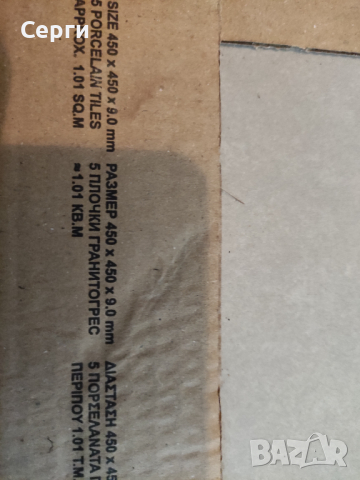 Серги
SIZE 450 x 450 x 9.0 mm
5 PORCELAIN TILES
APPROX. 1.01 SQ.M
РАЗМЕР 450 x 450 x 9.0 mm
5 ПЛОЧКИ ГРАНИТОГРЕС
≈1.01 КВ.М
ΔΙΑΣΤΑΣΗ 450 x 45
5 ΠΟΡΣΕΛΑΝΑΤΑ
ΠΕΡΙΠΟΥ 1.01 Τ.Μ.
BAZAR